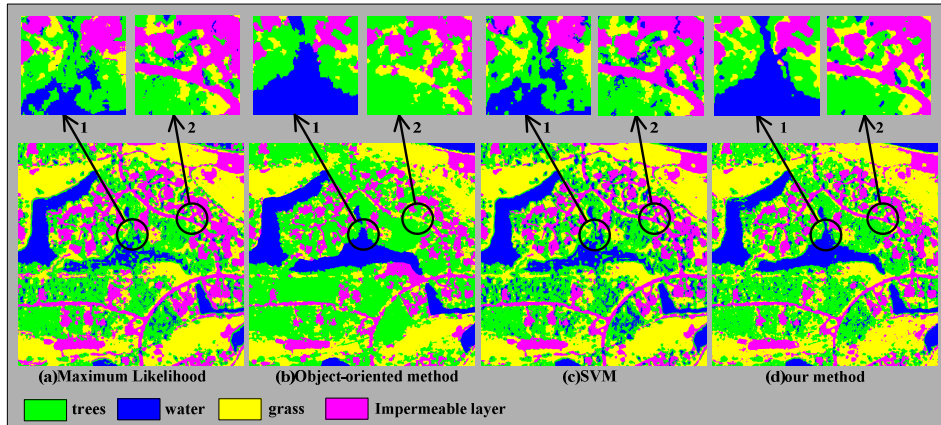 1 2 1 2 1 2 1 2
(a)Maximum Likelihood (b)Object-oriented method (c)SVM (d)our method
trees water grass Impermeable layer